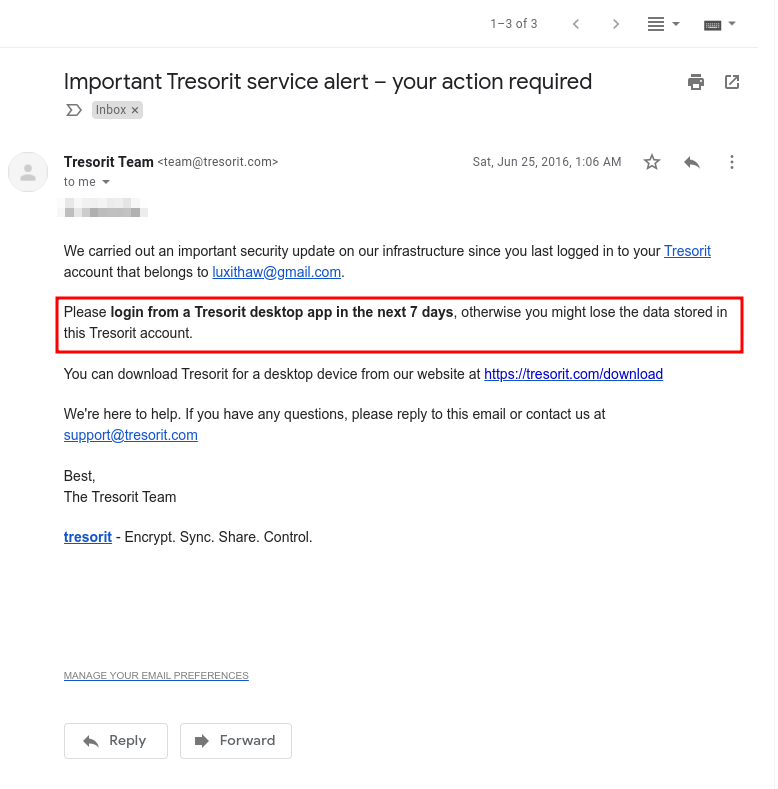 1–3 of 3
Important Tresorit service alert – your action required
Inbox ×
Tresorit Team <team@tresorit.com>
Sat, Jun 25, 2016, 1:06 AM
to me
We carried out an important security update on our infrastructure since you last logged in to your Tresorit
account that belongs to luxithaw@gmail.com.
Please login from a Tresorit desktop app in the next 7 days, otherwise you might lose the data stored in
this Tresorit account.
You can download Tresorit for a desktop device from our website at https://tresorit.com/download
We're here to help. If you have any questions, please reply to this email or contact us at
support@tresorit.com
Best,
The Tresorit Team
tresorit - Encrypt. Sync. Share. Control.
MANAGE YOUR EMAIL PREFERENCES
Reply
Forward